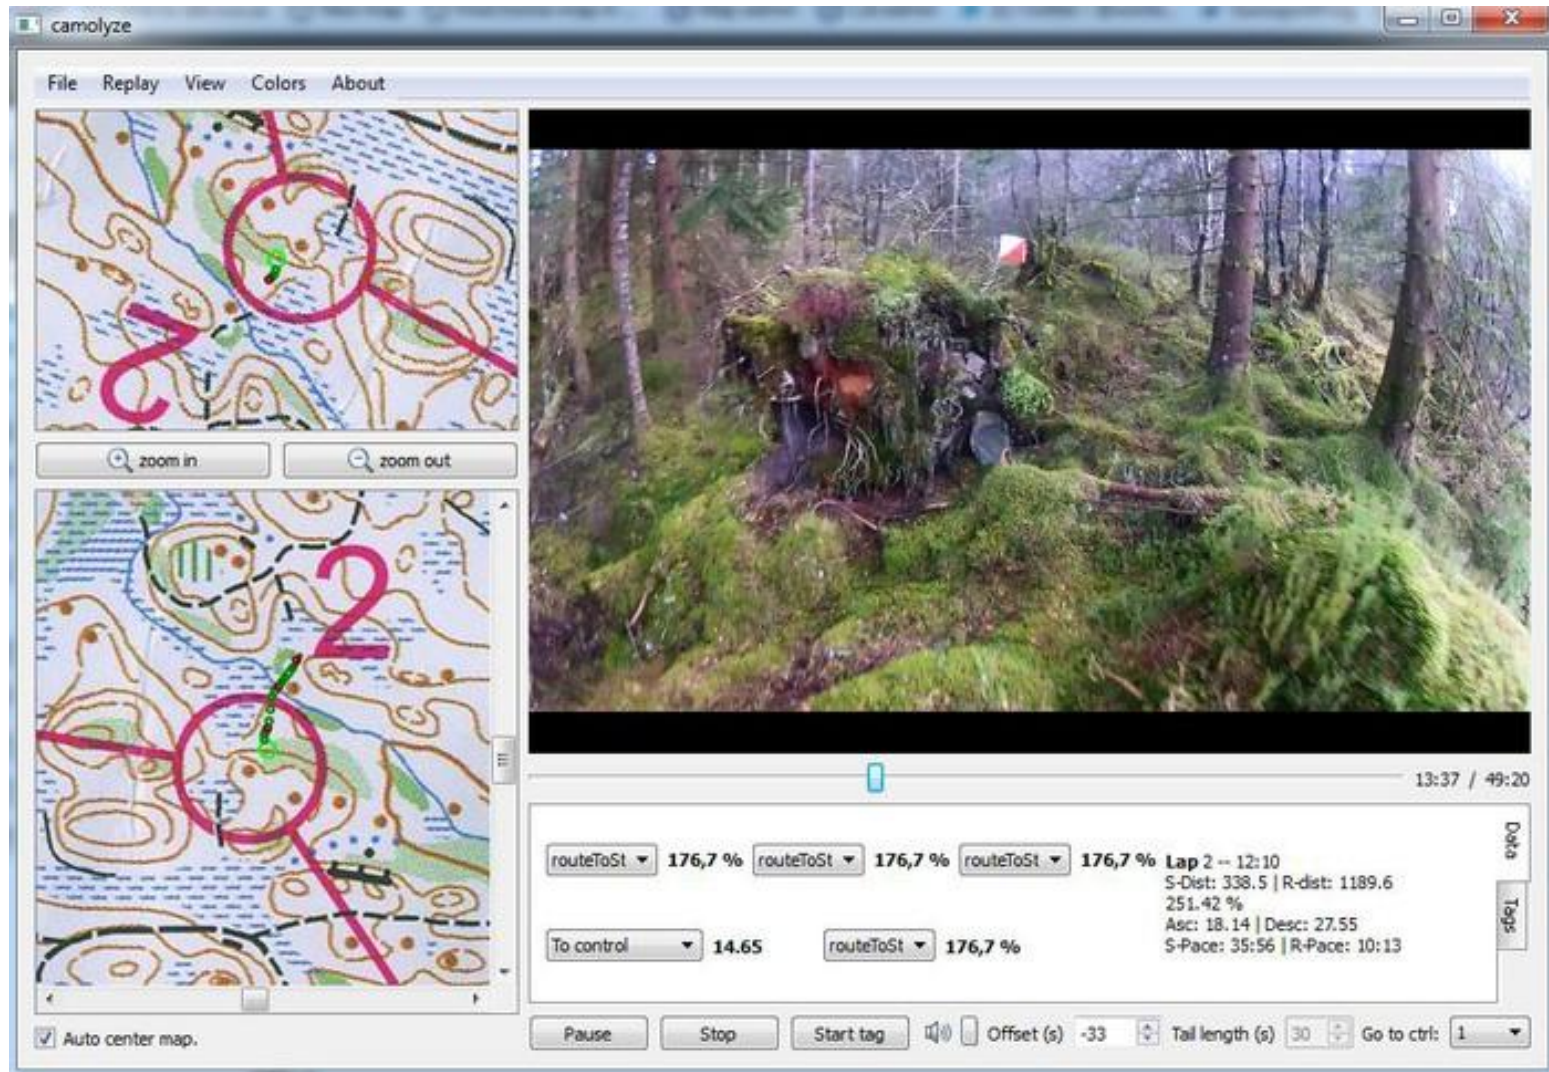 camolyze
File Replay View Colors About
2
zoom in zoom out
2
13:37 / 49:20
Data
Tags
routeToSt 176,7 % routeToSt 176,7 % routeToSt 176,7 %
Lap 2 -- 12:10
S-Dist: 338.5 | R-dist: 1189.6
251.42 %
Asc: 18.14 | Desc: 27.55
S-Pace: 35:56 | R-Pace: 10:13
To control 14.65 routeToSt 176,7 %
Auto center map.
Pause Stop Start tag Offset (s) -33 Tail length (s) 30 Go to ctrl: 1